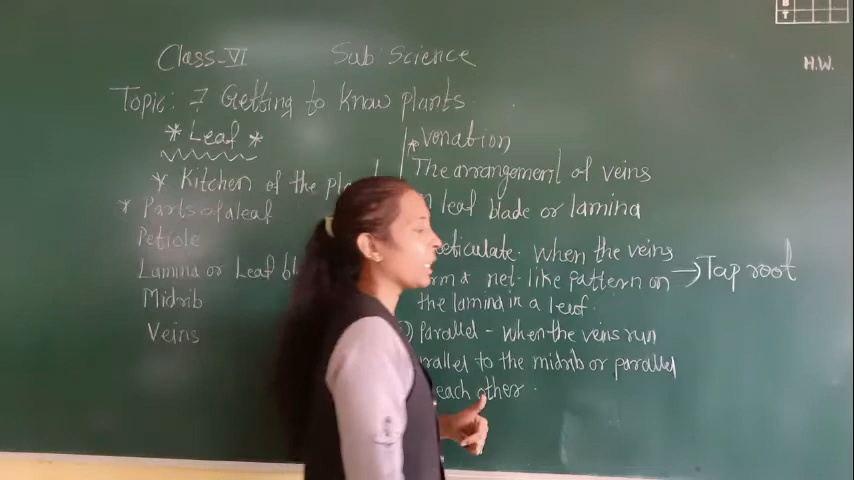 B
T
H.W.
Class-VI Sub Science
Topic: 7 Getting to know plants
* Leaf *
* Kitchen of the
* Parts of a leaf
Petiole
Lamina or Leaf
Midrib
Veins
* Vonation
The arrangement of veins
leaf blade or lamina
when the veins
net-like pattern on → Tap root
the lamina in a leaf.
Parallel - when the veins run
to the midrib or parallel
each other.